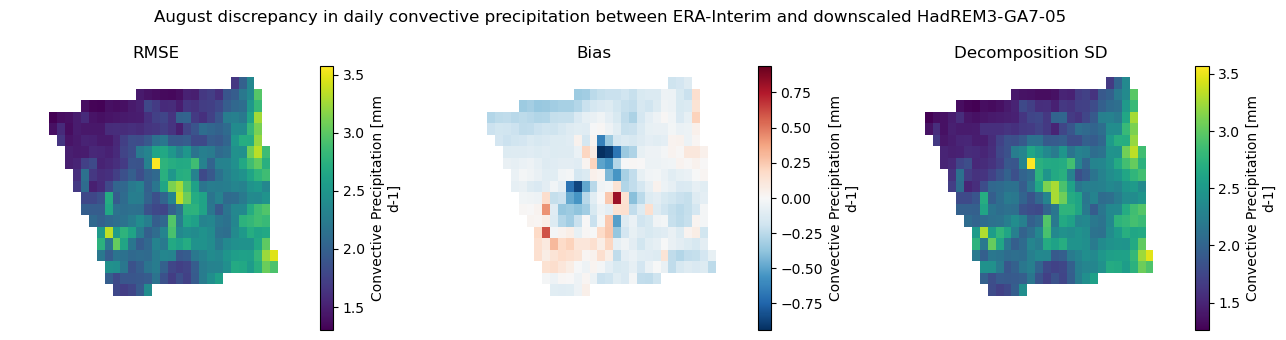 August discrepancy in daily convective precipitation between ERA-Interim and downscaled HadREM3-GA7-05
RMSE
3.5
3.0
2.5
2.0
1.5
Convective Precipitation [mm
d-1]
Bias
0.75
0.50
0.25
0.00
−0.25
−0.50
−0.75
Convective Precipitation [mm
d-1]
Decomposition SD
3.5
3.0
2.5
2.0
1.5
Convective Precipitation [mm
d-1]